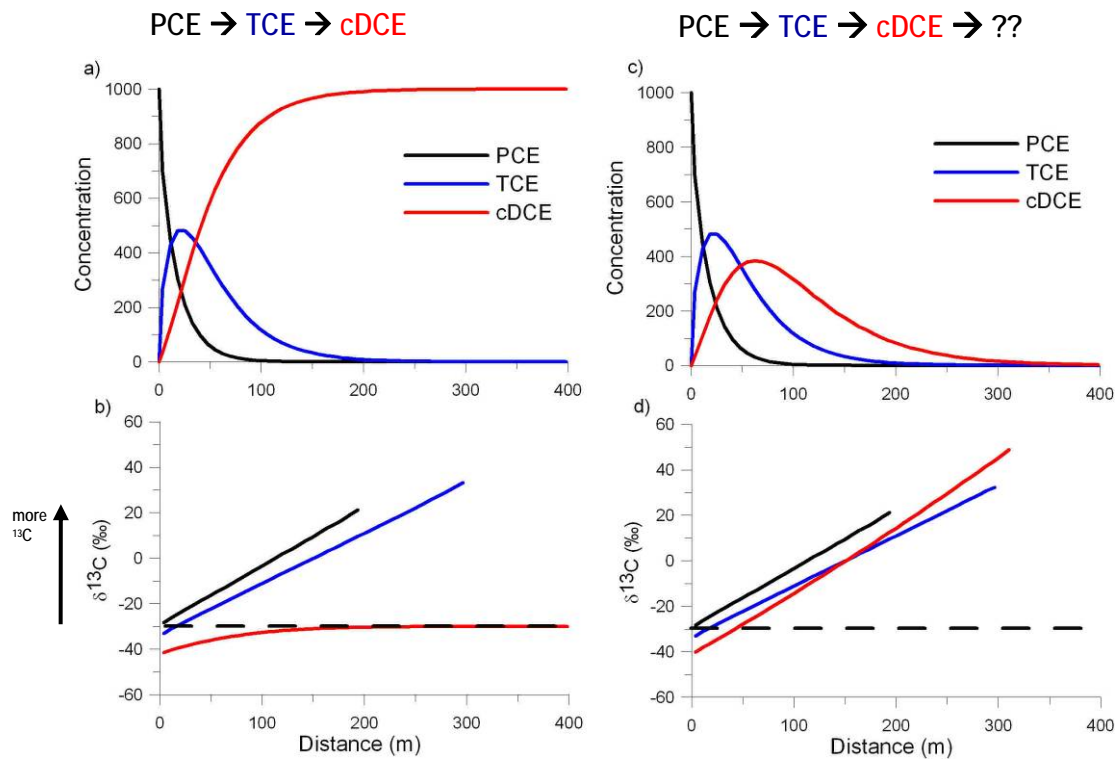 PCE → TCE → cDCE
PCE → TCE → cDCE → ??
a)
1000
800
600
400
200
0
Concentration
PCE
TCE
cDCE
0 100 200 300 400
c)
1000
800
600
400
200
0
Concentration
PCE
TCE
cDCE
0 100 200 300 400
more
¹³C
b)
60
40
20
0
-20
-40
-60
δ¹³C (‰)
0 100 200 300 400
Distance (m)
d)
60
40
20
0
-20
-40
-60
δ¹³C (‰)
0 100 200 300 400
Distance (m)